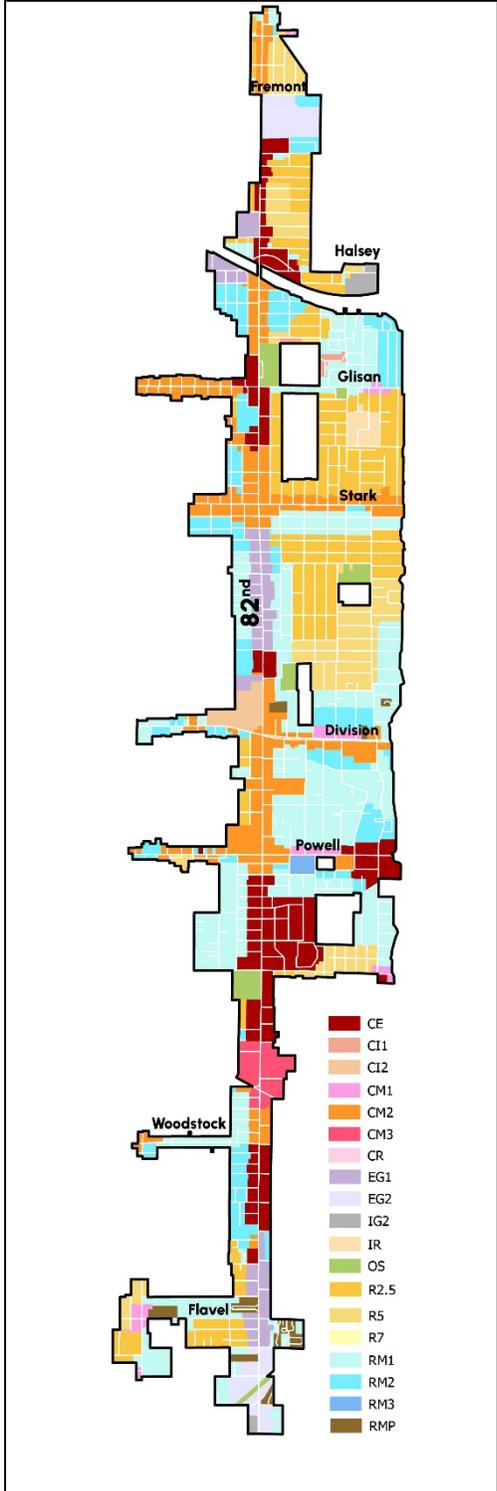 Fremont
Halsey
Glisan
Stark
82nd
Division
Powell
CE
CI1
CI2
CM1
CM2
CM3
CR
EG1
EG2
IG2
IR
OS
R2.5
R5
R7
RM1
RM2
RM3
RMP
Woodstock
Flavel